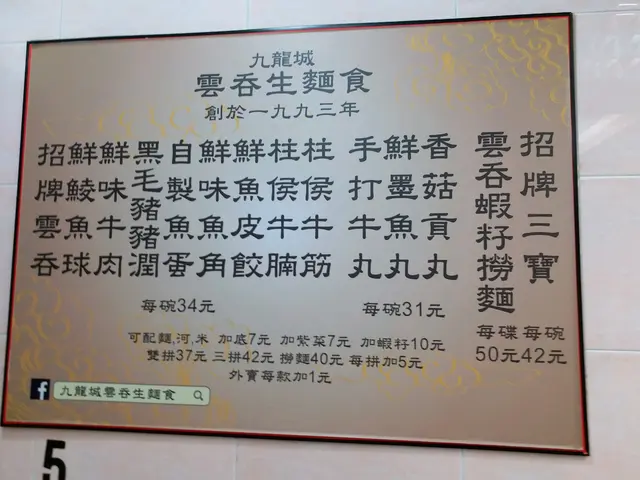 九龍城
雲吞生麵食
創於一九九三年
招牌三寶
每碗
42元
雲吞蝦籽撈麵
每碟
50元
香菇貢丸
鮮墨魚丸
手打牛丸
每碗31元
柱侯牛筋
柱侯牛腩
鮮魚皮餃
鮮味魚角
自製魚蛋
黑毛豬豬潤
鮮味牛肉
鮮鯪魚球
招牌雲吞
每碗34元
可配麵,河,米 加底7元 加紫菜7元 加蝦籽10元
雙拼37元 三拼42元 撈麵40元 每拼加5元
外賣每款加1元
f 九龍城雲吞生麵食
5